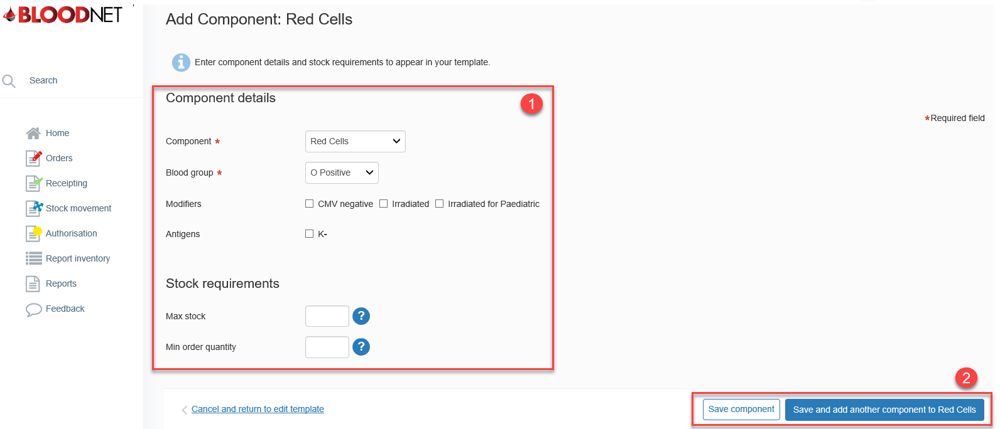 BLOODNET
Add Component: Red Cells
Enter component details and stock requirements to appear in your template.
Search
Component details
1
*Required field
Home
Orders
Receipting
Stock movement
Authorisation
Report inventory
Reports
Feedback
Component *
Red Cells
Blood group *
O Positive
Modifiers
CMV negative Irradiated Irradiated for Paediatric
Antigens
K-
Stock requirements
Max stock
?
Min order quantity
?
2
Cancel and return to edit template
Save component
Save and add another component to Red Cells